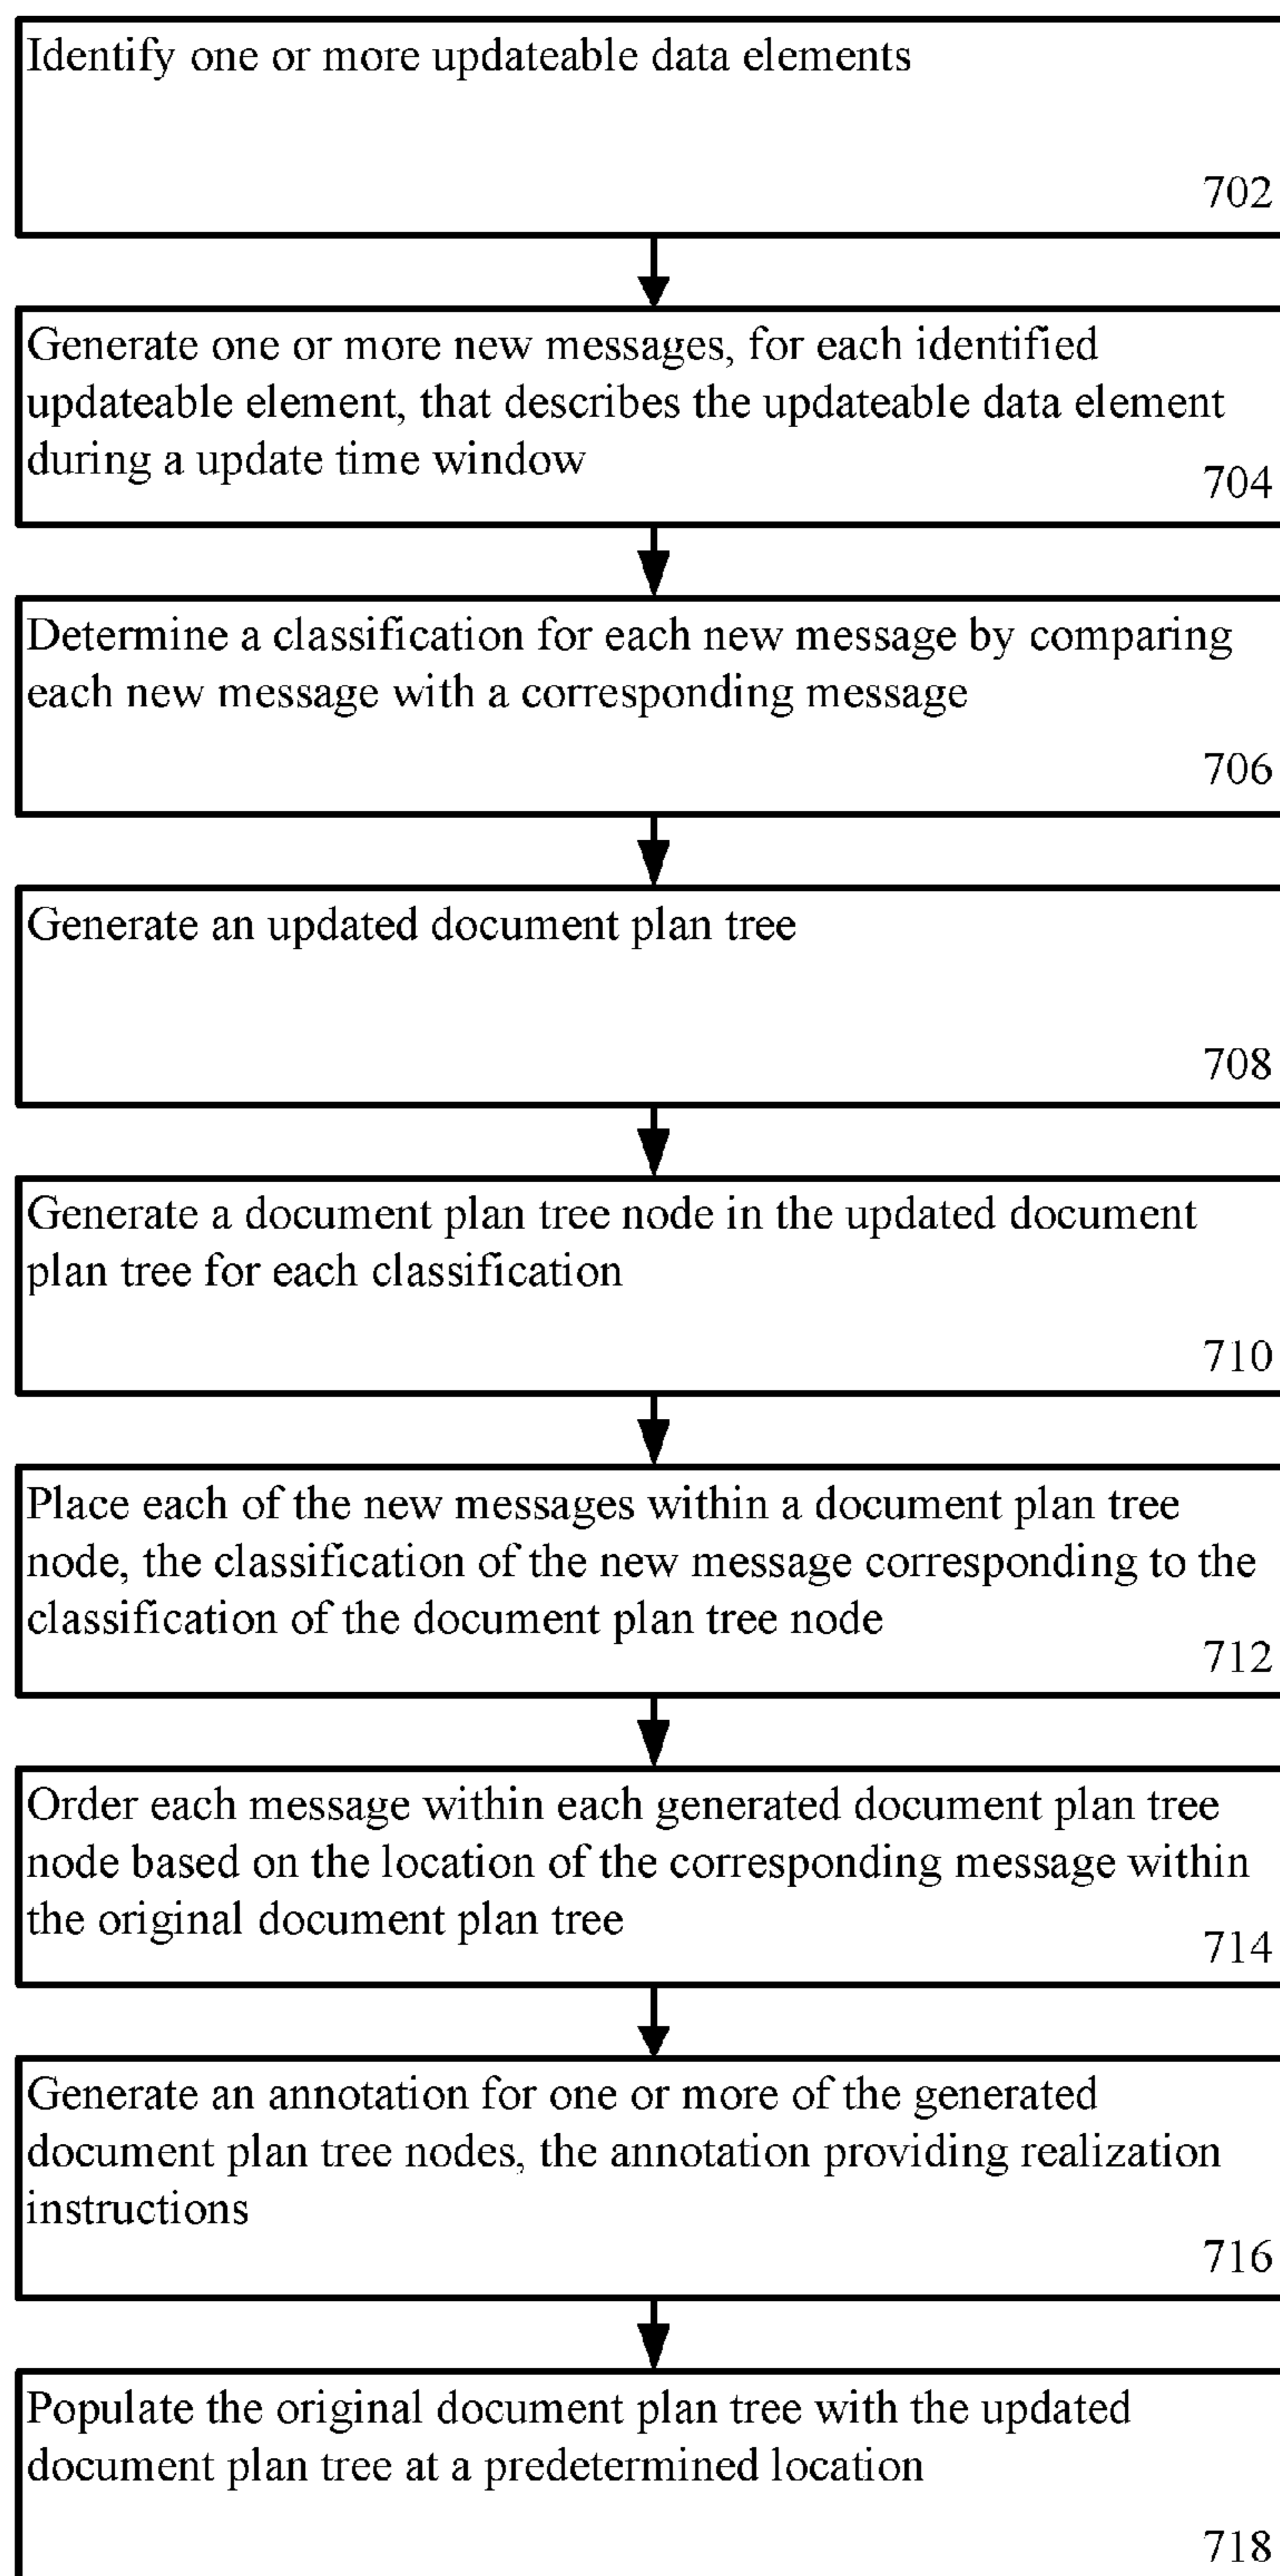 Identify one or more updateable data elements
702
Generate one or more new messages, for each identified
updateable element, that describes the updateable data element
during a update time window
704
Determine a classification for each new message by comparing
each new message with a corresponding message
706
Generate an updated document plan tree
708
Generate a document plan tree node in the updated document
plan tree for each classification
710
Place each of the new messages within a document plan tree
node, the classification of the new message corresponding to the
classification of the document plan tree node
712
Order each message within each generated document plan tree
node based on the location of the corresponding message within
the original document plan tree
714
Generate an annotation for one or more of the generated
document plan tree nodes, the annotation providing realization
instructions
716
Populate the original document plan tree with the updated
document plan tree at a predetermined location
718